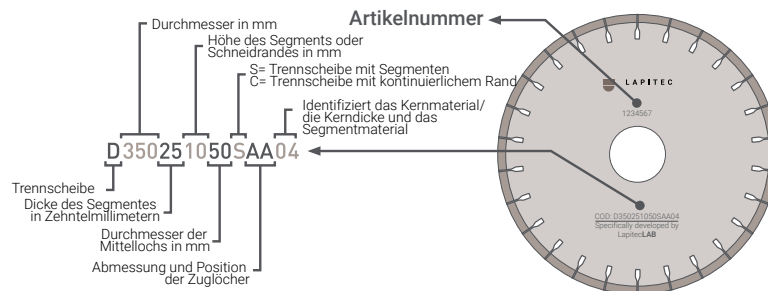 Artikelnummer
Durchmesser in mm
Höhe des Segments oder
Schneidrandes in mm
S= Trennscheibe mit Segmenten
C= Trennscheibe mit kontinuierlichem Rand
Identifiziert das Kernmaterial/
die Kerndicke und das
Segmentmaterial
D350251050SAA04
Trennscheibe
Dicke des Segmentes
in Zehntelmillimetern
Durchmesser der
Mittellochs in mm
Abmessung und Position
der Zuglöcher
LAPITEC
1234567
COD: D350251050SAA04
Specifically developed by
LapitecLAB